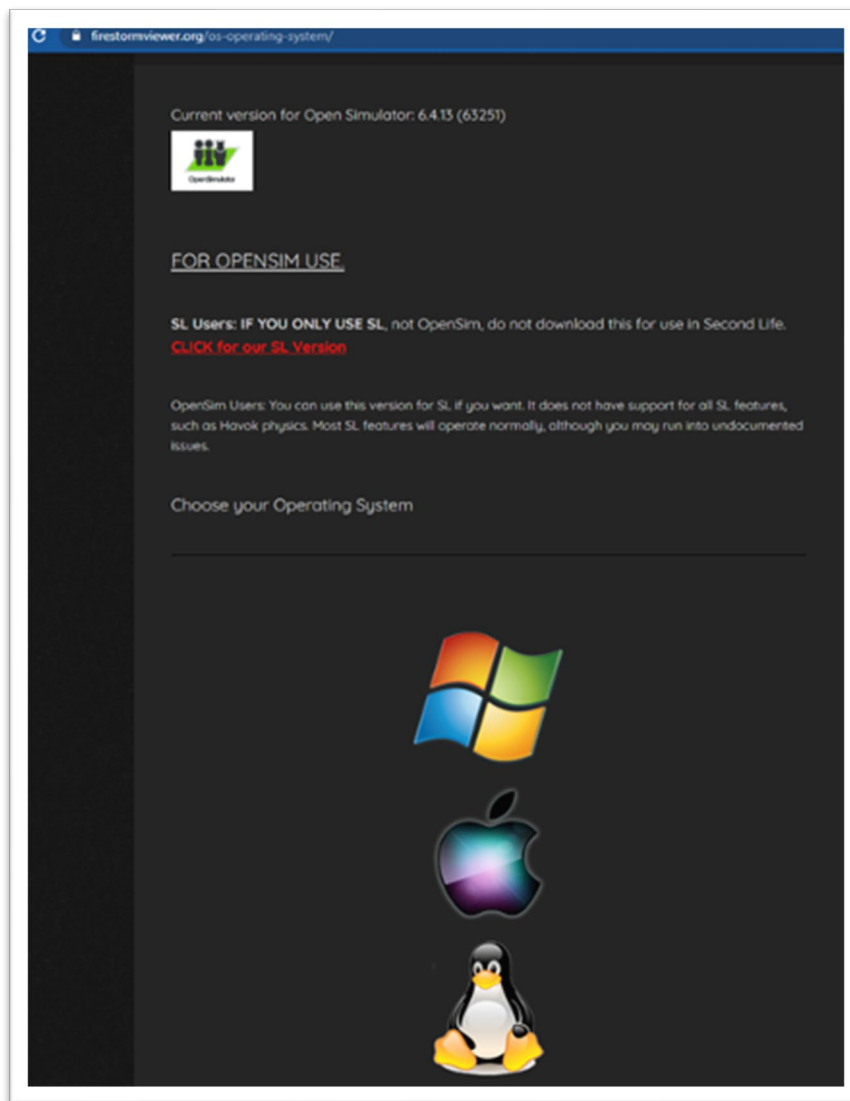 firestormviewer.org/os-operating-system/
Current version for Open Simulator: 6.4.13 (63251)
OpenSimulator
FOR OPENSIM USE.
SL Users: IF YOU ONLY USE SL, not OpenSim, do not download this for use in Second Life.
CLICK for our SL Version
OpenSim Users: You can use this version for SL if you want. It does not have support for all SL features,
such as Havok physics. Most SL features will operate normally, although you may run into undocumented
issues.
Choose your Operating System